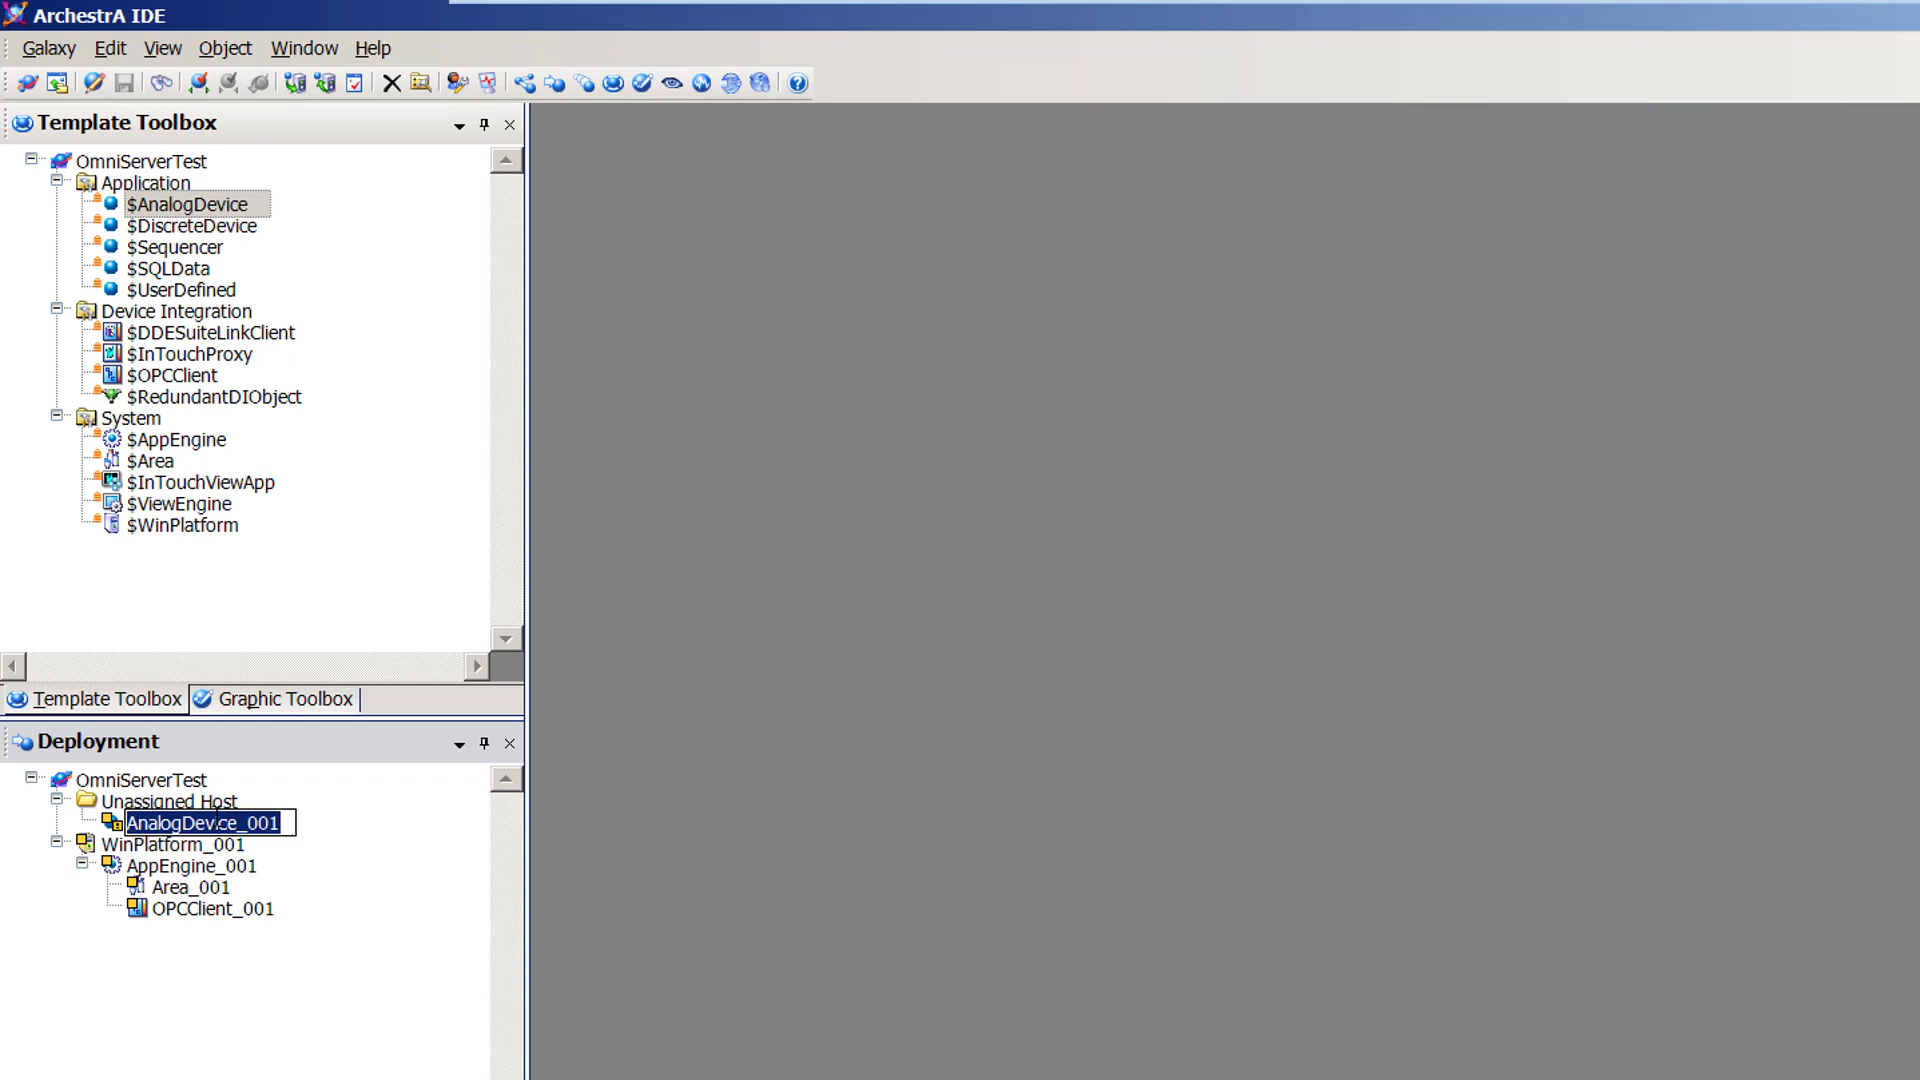 ArchestrA IDE
Galaxy Edit View Object Window Help
Template Toolbox
OmniServerTest
Application
$AnalogDevice
$DiscreteDevice
$Sequencer
$SQLData
$UserDefined
Device Integration
$DDESuiteLinkClient
$InTouchProxy
$OPCClient
$RedundantDIObject
System
$AppEngine
$Area
$InTouchViewApp
$ViewEngine
$WinPlatform
Template Toolbox Graphic Toolbox
Deployment
OmniServerTest
Unassigned Host
AnalogDevice_001
WinPlatform_001
AppEngine_001
Area_001
OPCClient_001